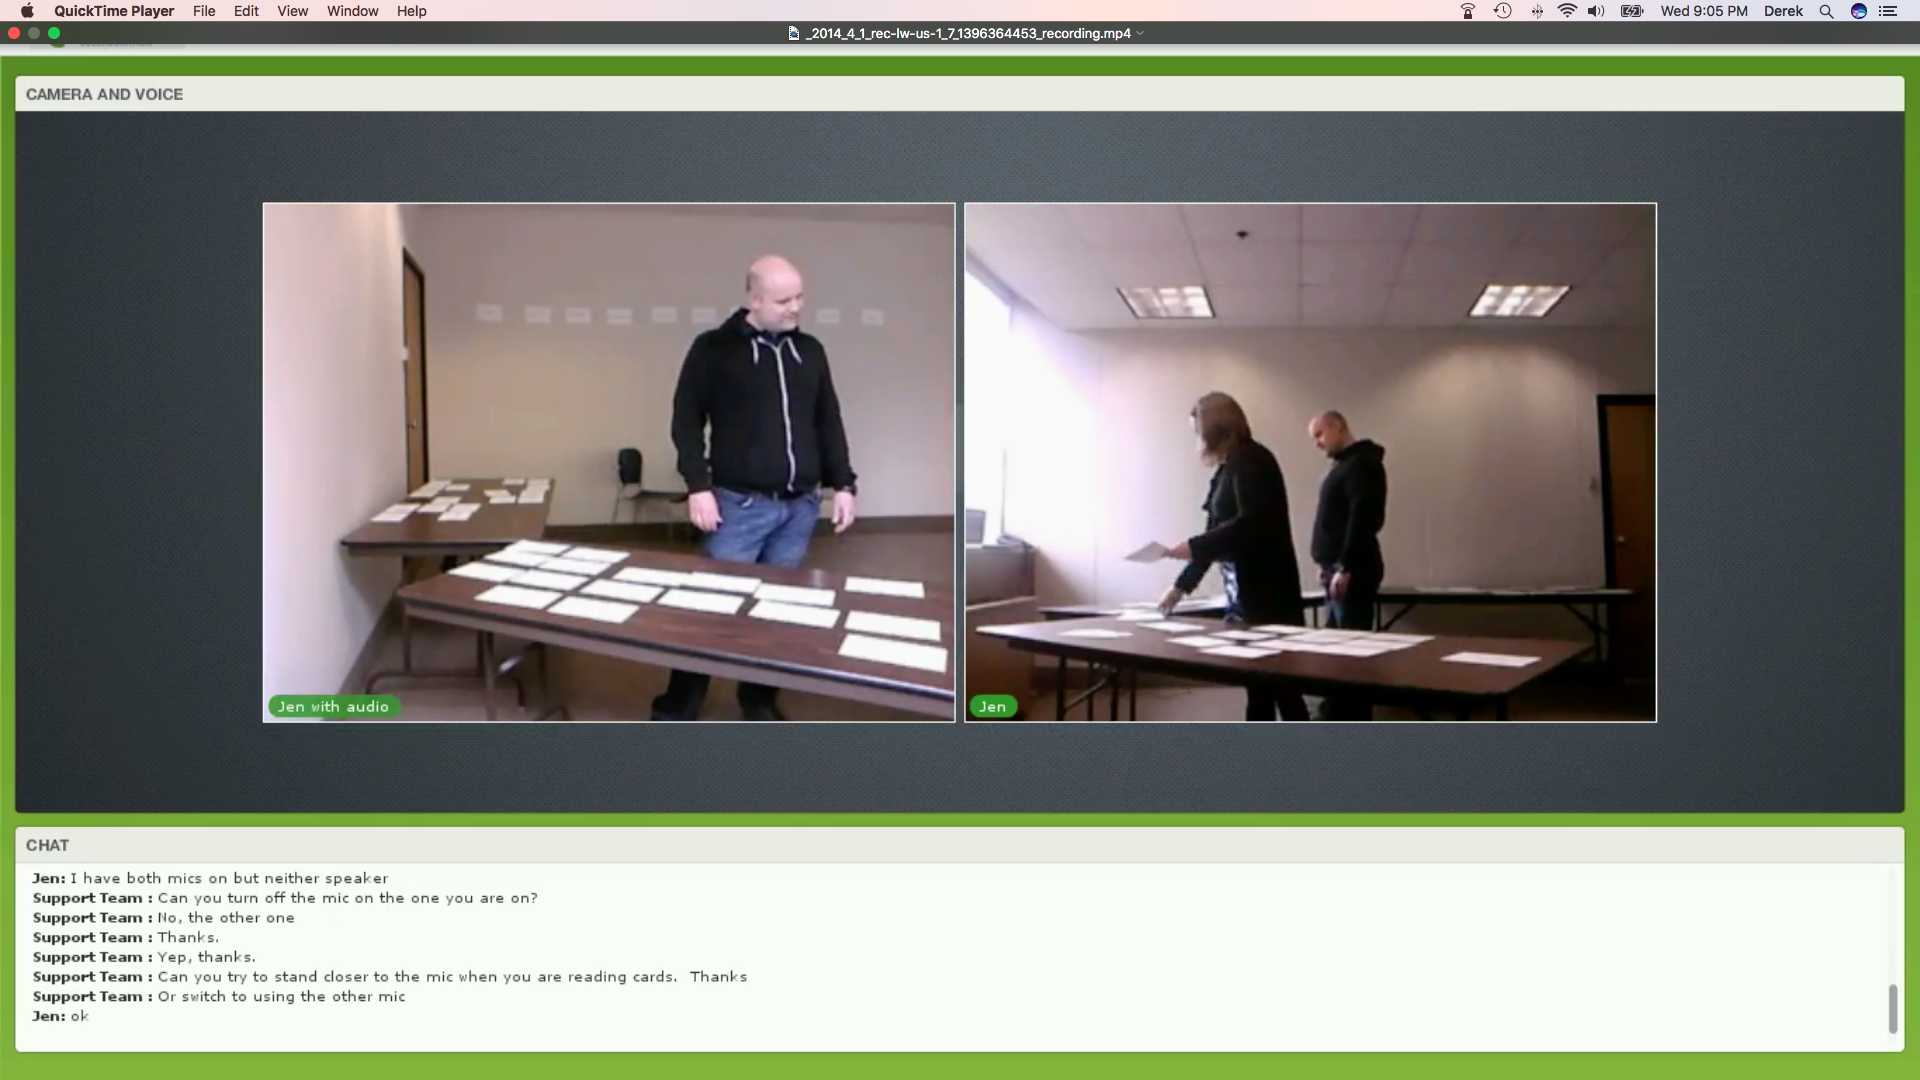 QuickTime Player File Edit View Window Help Wed 9:05 PM Derek
_2014_4_1_rec-lw-us-1_7_1396364453_recording.mp4
CAMERA AND VOICE
Jen with audio
Jen
CHAT
Jen: I have both mics on but neither speaker
Support Team : Can you turn off the mic on the one you are on?
Support Team : No, the other one
Support Team : Thanks.
Support Team : Yep, thanks.
Support Team : Can you try to stand closer to the mic when you are reading cards. Thanks
Support Team : Or switch to using the other mic
Jen: ok